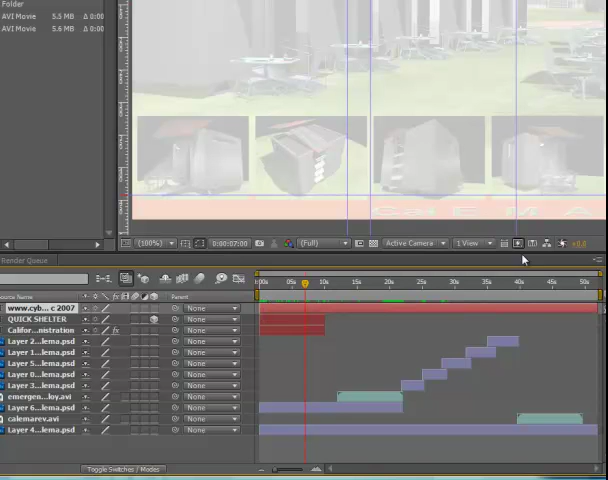 Folder
AVI Movie 5.5 MB Δ 0:00
AVI Movie 5.6 MB Δ 0:00
CalEMA
(100%) 0:00:07:00 (Full) Active Camera 1 View +0.0
Render Queue
Source Name fx Parent
:00s 05s 10s 15s 20s 25s 30s 35s 40s 45s 50s
www.cyb... c 2007 None
QUICK SHELTER None
Califor...nistration fx None
Layer 2...lema.psd None
Layer 1...lema.psd None
Layer 5...lema.psd None
Layer 8...lema.psd None
Layer 3...lema.psd None
emergen...loy.avi None
Layer 6...lema.psd None
calemarev.avi None
Layer 4...lema.psd None
Toggle Switches / Modes